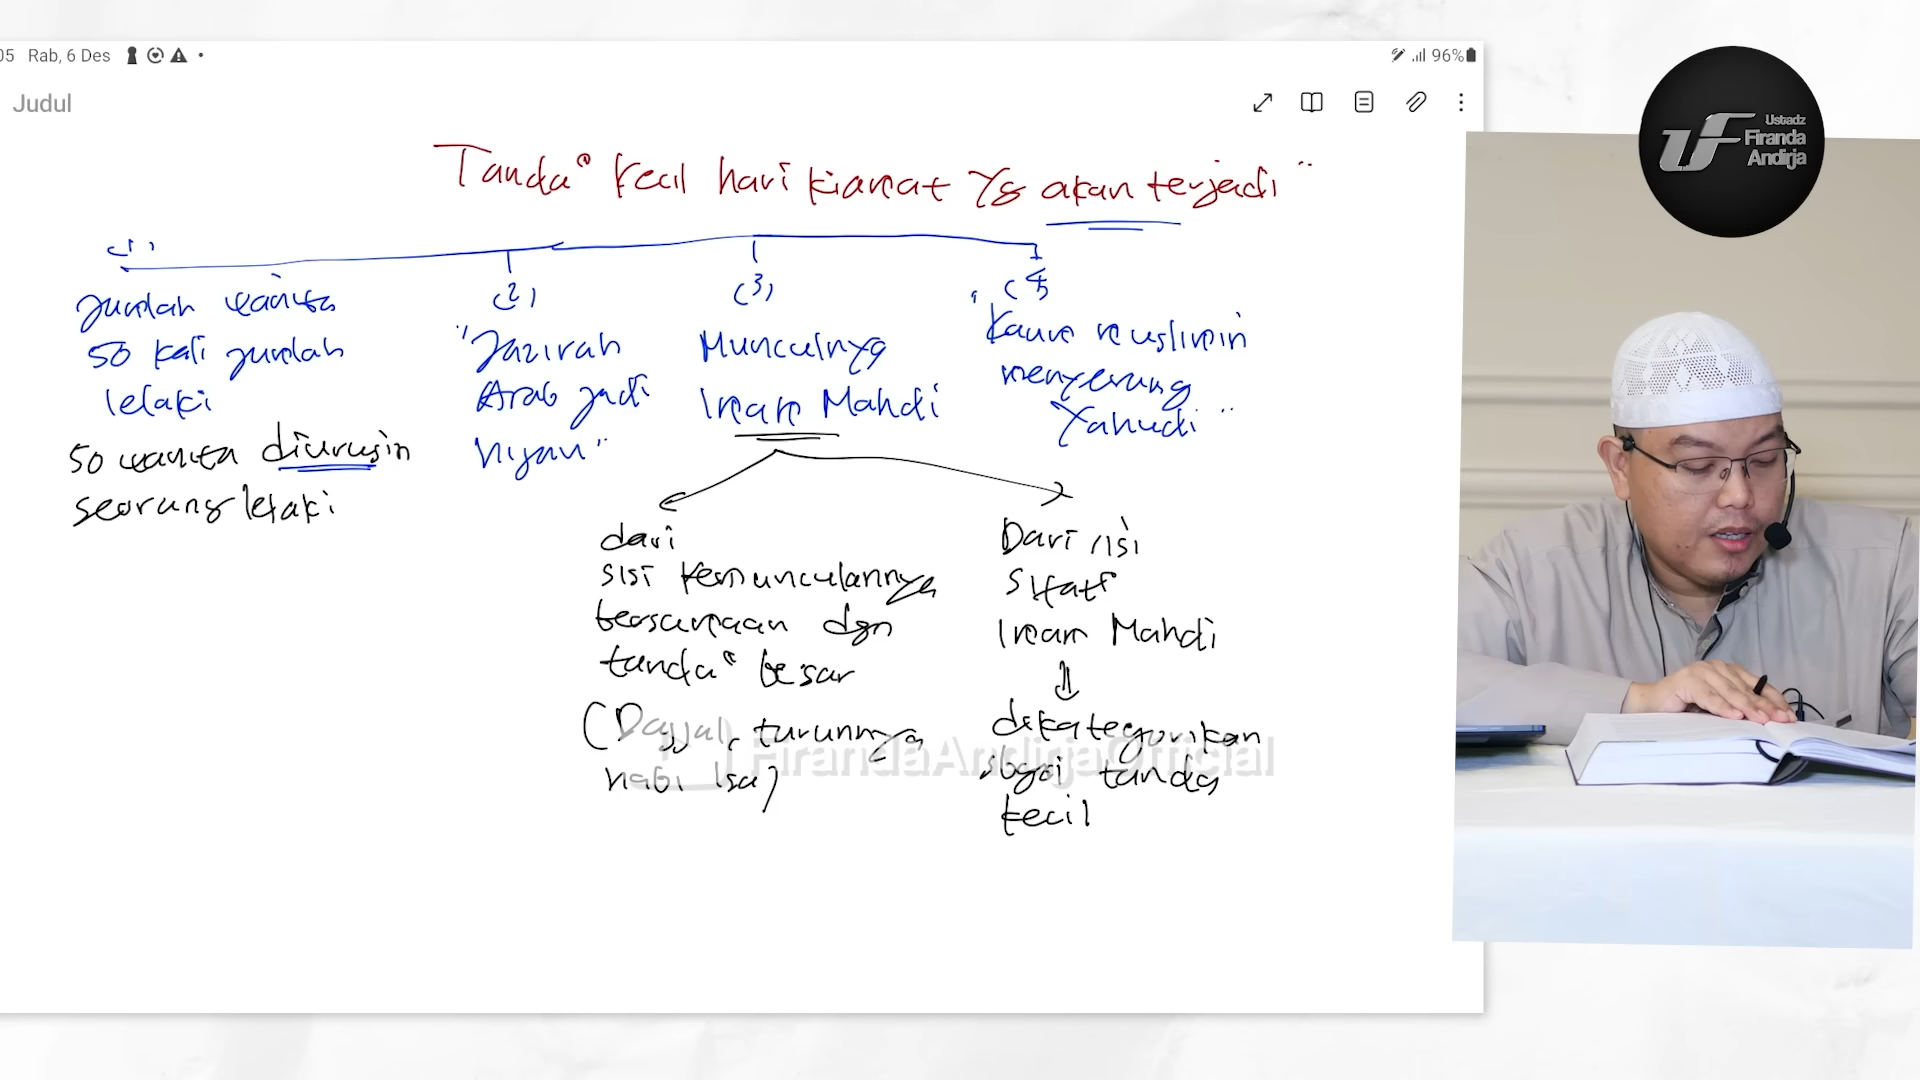 05 Rab, 6 Des
96%
Judul
Ustadz
Firanda
Andirja
Tanda² kecil hari kiamat yg akan terjadi"
(1)
jumlah wanita
50 kali jumlah
lelaki
50 wanita diurusin
seorang lelaki
(2)
"Jazirah
Arab jadi
hijau"
(3)
Munculnya
Imam Mahdi
(4)
"Kaum muslimin
menyerang
Yahudi"
dari
sisi kemunculannya
bersamaan dgn
tanda² besar
(Dajjal, turunnya
nabi Isa)
Dari sisi
sifat²
Imam Mahdi
⇓
dikategorikan
sbgai tanda
kecil
FirandaAndirjaOfficial